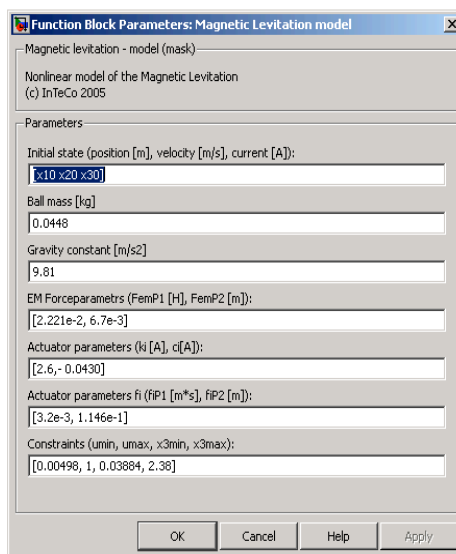 Function Block Parameters: Magnetic Levitation model
Magnetic levitation - model (mask)
Nonlinear model of the Magnetic Levitation
(c) InTeCo 2005
Parameters
Initial state (position [m], velocity [m/s], current [A]):
[x10 x20 x30]
Ball mass [kg]
0.0448
Gravity constant [m/s2]
9.81
EM Forceparametrs (FemP1 [H], FemP2 [m]):
[2.221e-2, 6.7e-3]
Actuator parameters (ki [A], ci[A]):
[2.6,- 0.0430]
Actuator parameters fi (fiP1 [m*s], fiP2 [m]):
[3.2e-3, 1.146e-1]
Constraints (umin, umax, x3min, x3max):
[0.00498, 1, 0.03884, 2.38]
OK Cancel Help Apply